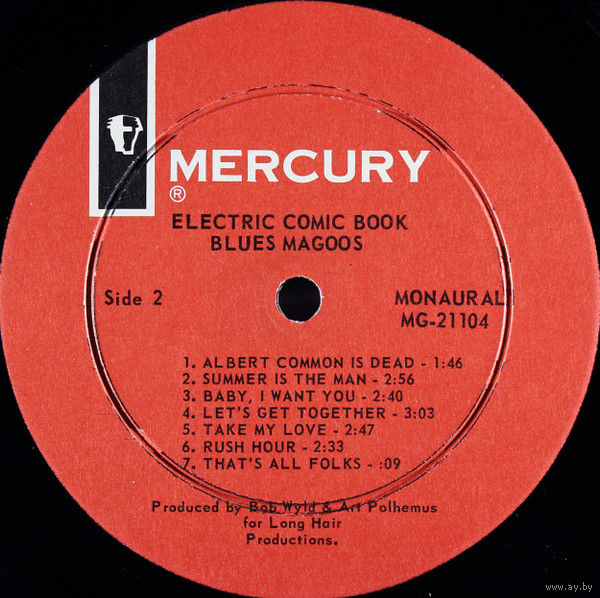 MERCURY
®
ELECTRIC COMIC BOOK
BLUES MAGOOS
Side 2
MONAURAL
MG-21104
1. ALBERT COMMON IS DEAD - 1:46
2. SUMMER IS THE MAN - 2:56
3. BABY, I WANT YOU - 2:40
4. LET'S GET TOGETHER - 3:03
5. TAKE MY LOVE - 2:47
6. RUSH HOUR - 2:33
7. THAT'S ALL FOLKS - :09
Produced by Bob Wyld & Art Polhemus
for Long Hair
Productions.
www.ay.by